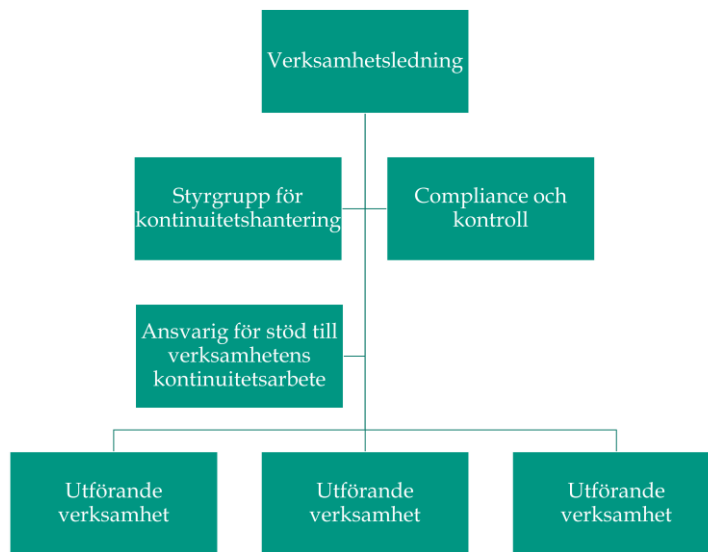 Verksamhetsledning
Styrgrupp för
kontinuitetshantering
Compliance och
kontroll
Ansvarig för stöd till
verksamhetens
kontinuitetsarbete
Utförande
verksamhet
Utförande
verksamhet
Utförande
verksamhet